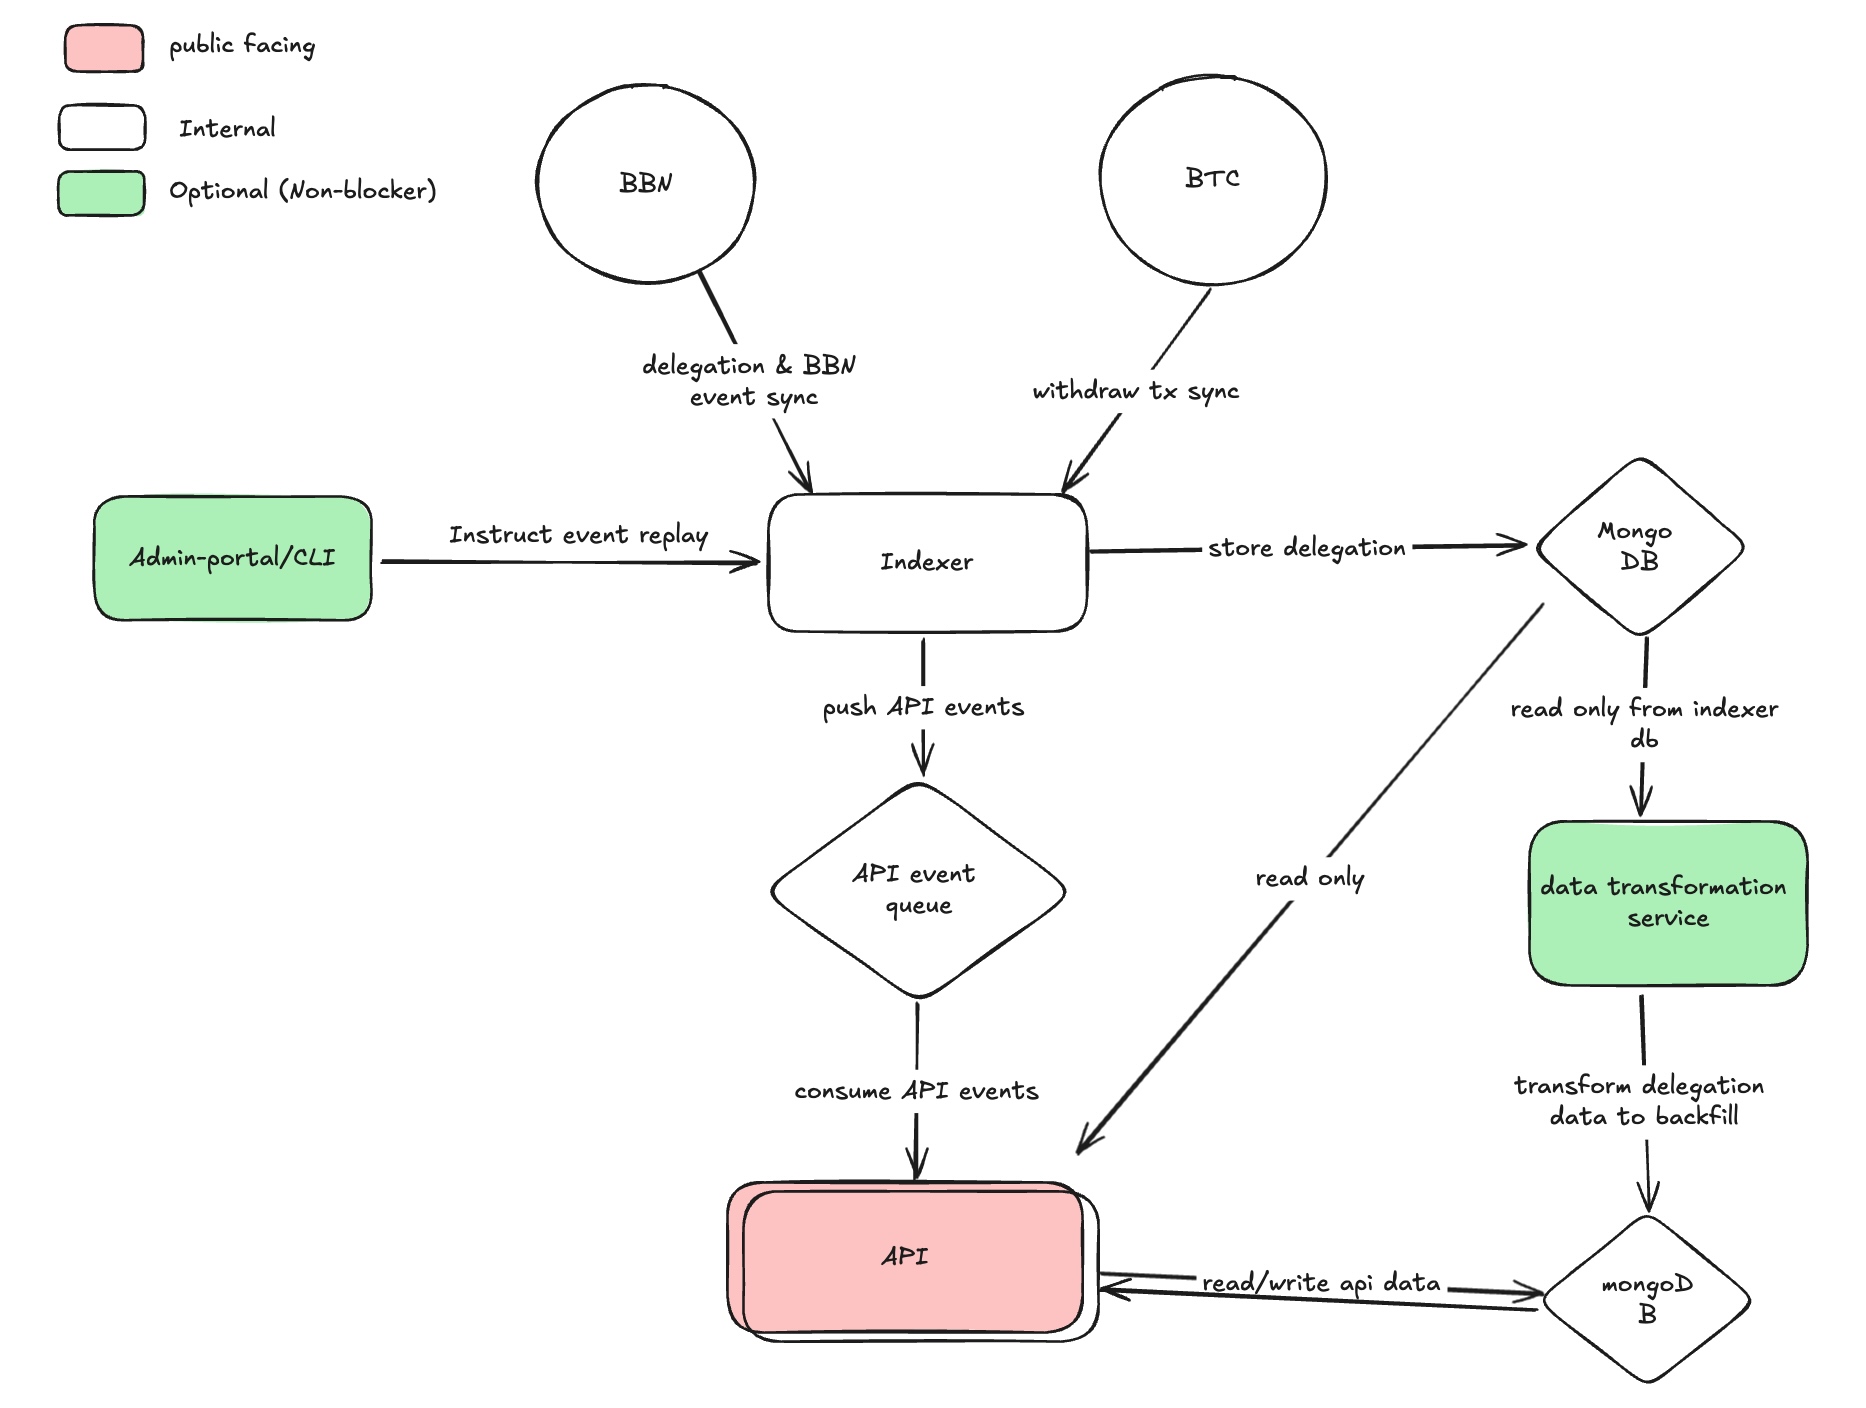 public facing
Internal
Optional (Non-blocker)
BBN
BTC
delegation & BBN
event sync
withdraw tx sync
Admin-portal/CLI
Instruct event replay
Indexer
store delegation
Mongo
DB
push API events
read only from indexer
db
API event
queue
read only
data transformation
service
consume API events
transform delegation
data to backfill
API
read/write api data
mongoD
B